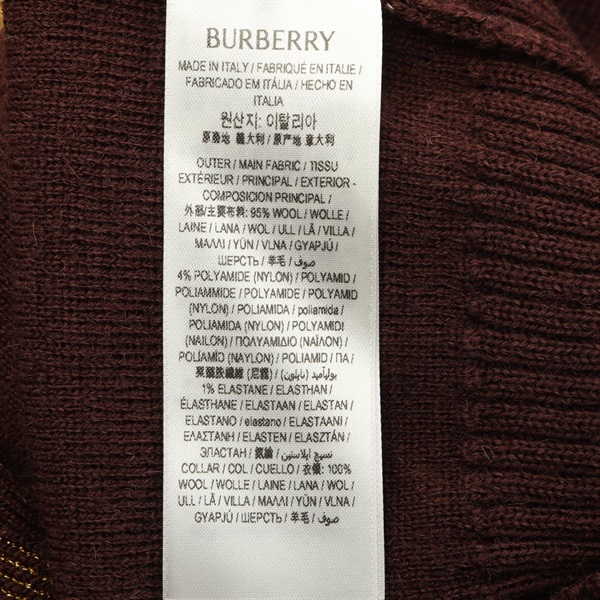 BURBERRY
MADE IN ITALY / FABRIQUÉ EN ITALIE /
FABRICADO EM ITÁLIA / HECHO EN
ITALIA
원산지: 이탈리아
原產地 義大利 / 原产地 意大利
OUTER / MAIN FABRIC / TISSU
EXTÉRIEUR / PRINCIPAL / EXTERIOR -
COMPOSICION PRINCIPAL /
外部/主要布料: 95% WOOL / WOLLE /
LAINE / LANA / WOL / ULL / LÃ / VILLA /
ΜΑΛΛΙ / YÜN / VLNA / GYAPJÚ /
ШЕРСТЬ / 羊毛 / صوف /
4% POLYAMIDE (NYLON) / POLYAMID /
POLIAMMIDE / POLYAMIDE / POLYAMID
(NYLON) / POLIAMIDA / poliamida /
POLIAMIDA (NYLON) / POLYAMIDI
(NAILON) / ΠΟΛΥΑΜΙΔΙΟ (ΝΑΪΛΟΝ) /
POLIAMID (NAYLON) / POLIAMID / ПА /
聚醯胺纖維 (尼龍) / بولياميد (نايلون) /
1% ELASTANE / ELASTHAN /
ÉLASTHANE / ELASTAAN / ELASTAN /
ELASTANO / elastano / ELASTAANI /
ΕΛΑΣΤΑΝΗ / ELASTEN / ELASZTÁN /
ЭЛАСТАН / 氨綸 / نسيج إيلاستين /
COLLAR / COL / CUELLO / 衣領: 100%
WOOL / WOLLE / LAINE / LANA / WOL /
ULL / LÃ / VILLA / ΜΑΛΛΙ / YÜN / VLNA /
GYAPJÚ / ШЕРСТЬ / 羊毛 / صوف /